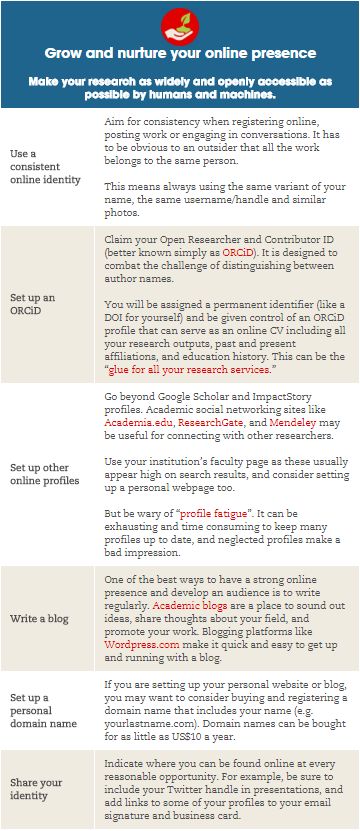 Grow and nurture your online presence
Make your research as widely and openly accessible as
possible by humans and machines.
Use a
consistent
online identity
Aim for consistency when registering online,
posting work or engaging in conversations. It has
to be obvious to an outsider that all the work
belongs to the same person.
This means always using the same variant of your
name, the same username/handle and similar
photos.
Set up an
ORCiD
Claim your Open Researcher and Contributor ID
(better known simply as ORCiD). It is designed to
combat the challenge of distinguishing between
author names.
You will be assigned a permanent identifier (like a
DOI for yourself) and be given control of an ORCiD
profile that can serve as an online CV including all
your research outputs, past and present
affiliations, and education history. This can be the
“glue for all your research services.”
Set up other
online profiles
Go beyond Google Scholar and ImpactStory
profiles. Academic social networking sites like
Academia.edu, ResearchGate, and Mendeley may
be useful for connecting with other researchers.
Use your institution’s faculty page as these usually
appear high on search results, and consider setting
up a personal webpage too.
But be wary of “profile fatigue”. It can be
exhausting and time consuming to keep many
profiles up to date, and neglected profiles make a
bad impression.
Write a blog
One of the best ways to have a strong online
presence and develop an audience is to write
regularly. Academic blogs are a place to sound out
ideas, share thoughts about your field, and
promote your work. Blogging platforms like
Wordpress.com make it quick and easy to get up
and running with a blog.
Set up a
personal
domain name
If you are setting up your personal website or blog,
you may want to consider buying and registering a
domain name that includes your name (e.g.
yourlastname.com). Domain names can be bought
for as little as US$10 a year.
Share your
identity
Indicate where you can be found online at every
reasonable opportunity. For example, be sure to
include your Twitter handle in presentations, and
add links to some of your profiles to your email
signature and business card.